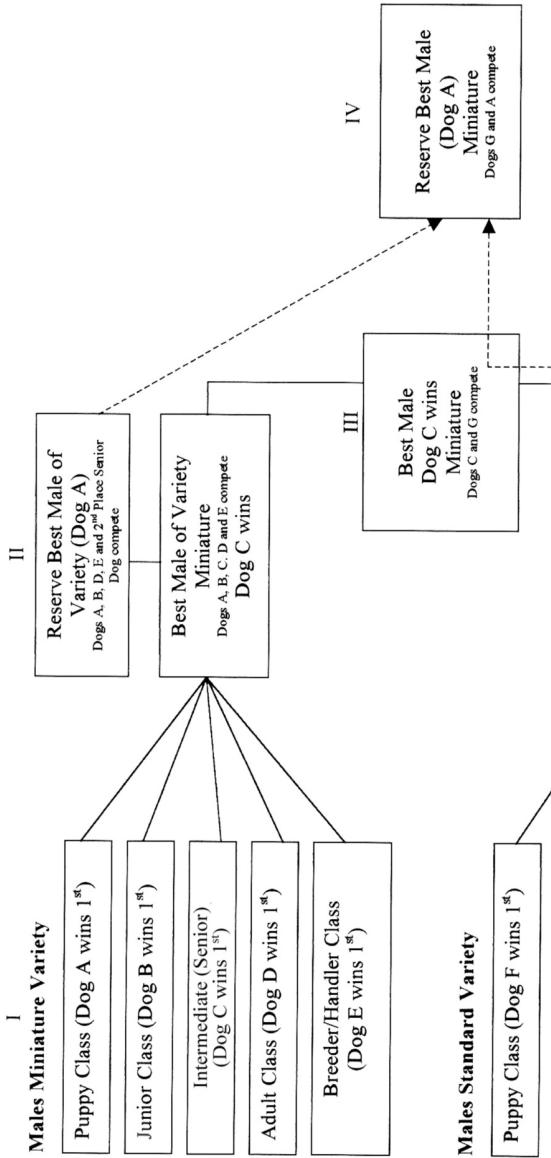 I
Males Miniature Variety
Puppy Class (Dog A wins 1st)
Junior Class (Dog B wins 1st)
Intermediate (Senior)
(Dog C wins 1st)
Adult Class (Dog D wins 1st)
Breeder/Handler Class
(Dog E wins 1st)
Males Standard Variety
Puppy Class (Dog F wins 1st)
II
Reserve Best Male of
Variety (Dog A)
Dogs A, B, D, E and 2nd Place Senior
Dog compete
Best Male of Variety
Miniature
Dogs A, B, C. D and E compete
Dog C wins
III
Best Male
Dog C wins
Miniature
Dogs C and G compete
IV
Reserve Best Male
(Dog A)
Miniature
Dogs G and A compete